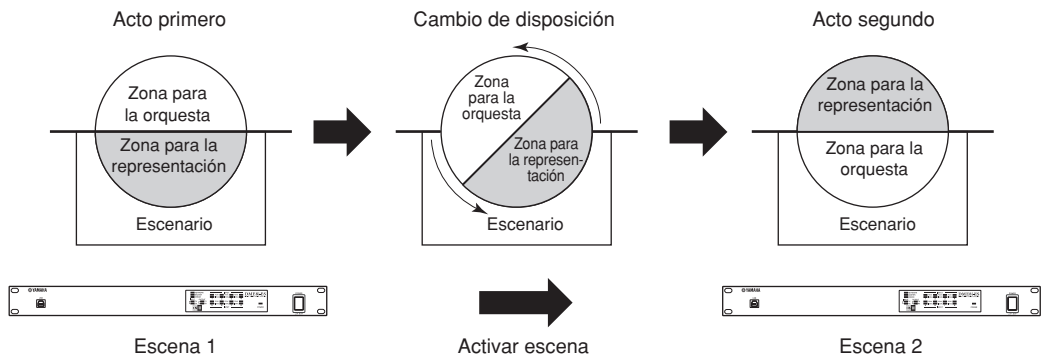 Acto primero
Cambio de disposición
Acto segundo
Zona para
la orquesta
Zona para la
representación
Escenario
Zona
para la
orquesta
Zona para
la represen-
tación
Escenario
Zona para la
representación
Zona para la
orquesta
Escenario
YAMAHA
YAMAHA
Escena 1
Activar escena
Escena 2